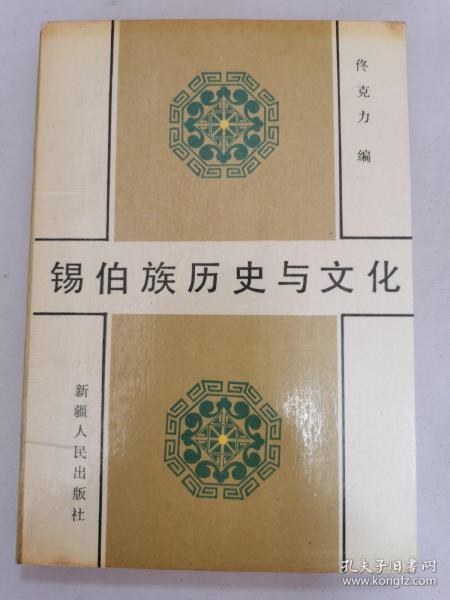 佟克力 编
锡伯族历史与文化
新疆人民出版社
孔夫子旧书网
www.kongfz.com